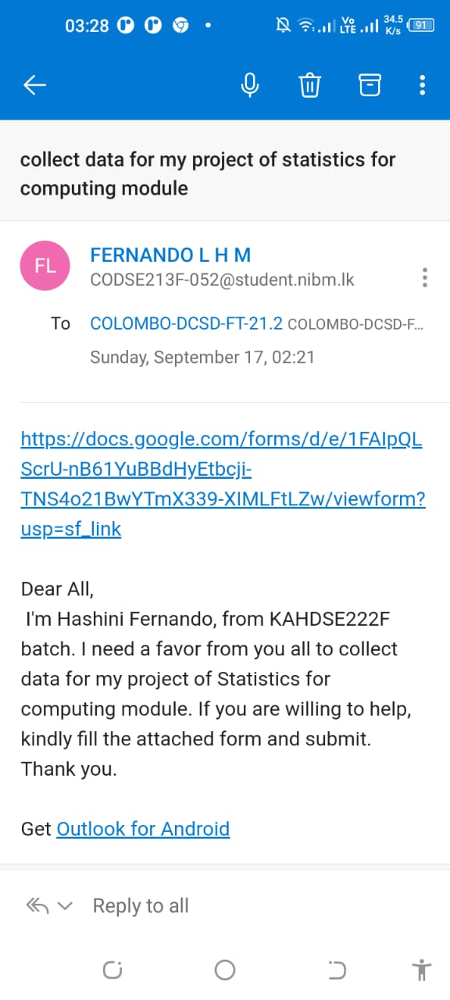 03:28
Vo LTE 34.5 K/s 91
collect data for my project of statistics for
computing module
FL
FERNANDO L H M
CODSE213F-052@student.nibm.lk
To COLOMBO-DCSD-FT-21.2 COLOMBO-DCSD-F...
Sunday, September 17, 02:21
https://docs.google.com/forms/d/e/1FAIpQL
ScrU-nB61YuBBdHyEtbcji-
TNS4o21BwYTmX339-XIMLFtLZw/viewform?
usp=sf_link
Dear All,
I'm Hashini Fernando, from KAHDSE222F
batch. I need a favor from you all to collect
data for my project of Statistics for
computing module. If you are willing to help,
kindly fill the attached form and submit.
Thank you.
Get Outlook for Android
Reply to all